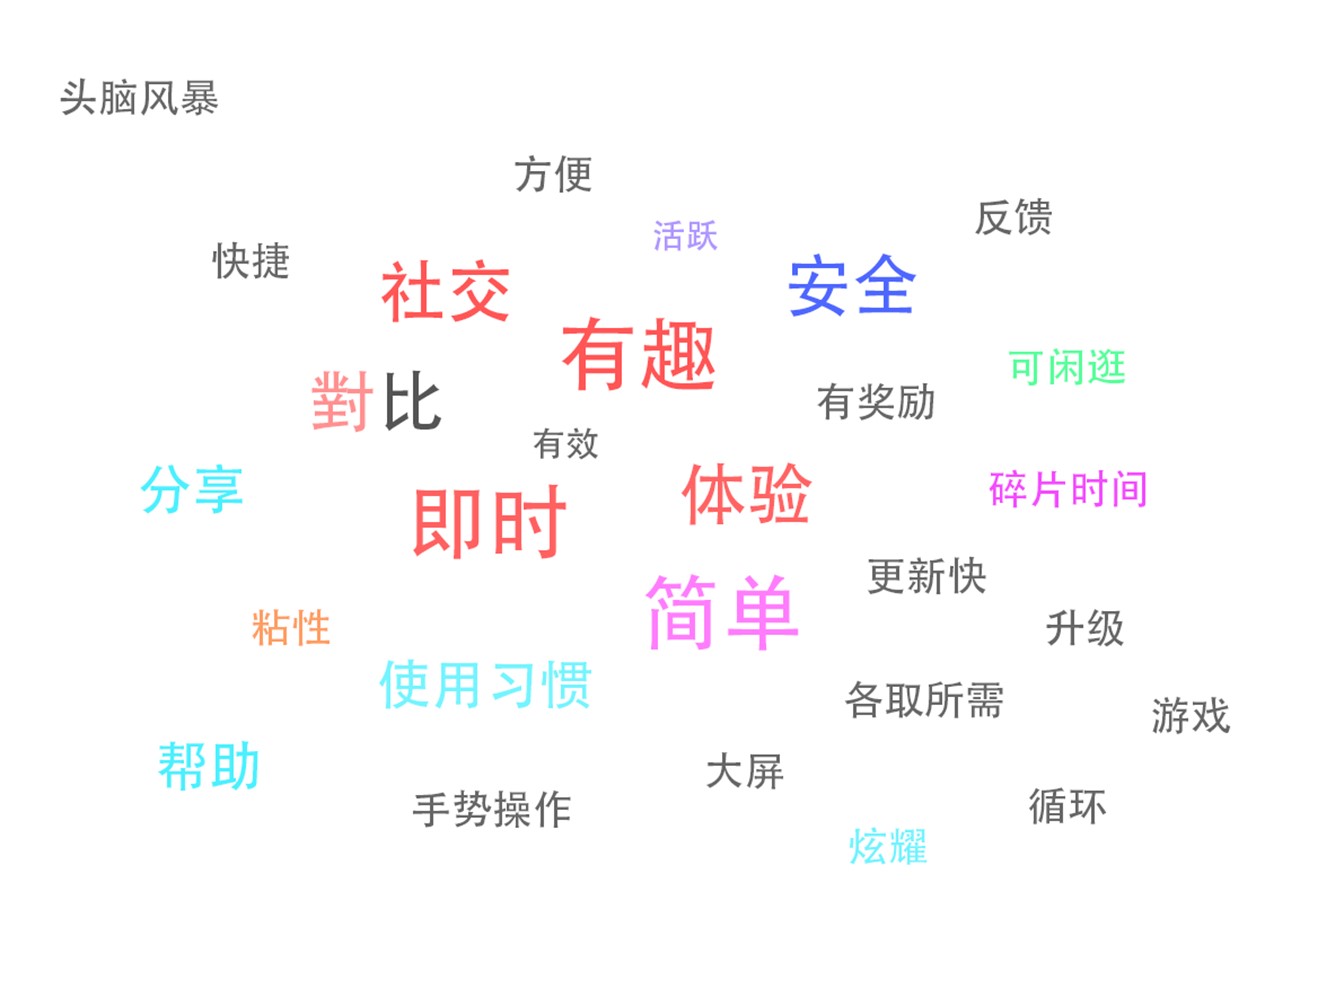 头脑风暴
方便
反馈
活跃
快捷
社交
安全
有趣
可闲逛
對比
有奖励
有效
分享
即时
体验
碎片时间
更新快
简单
粘性
升级
使用习惯
各取所需
游戏
帮助
大屏
手势操作
循环
炫耀